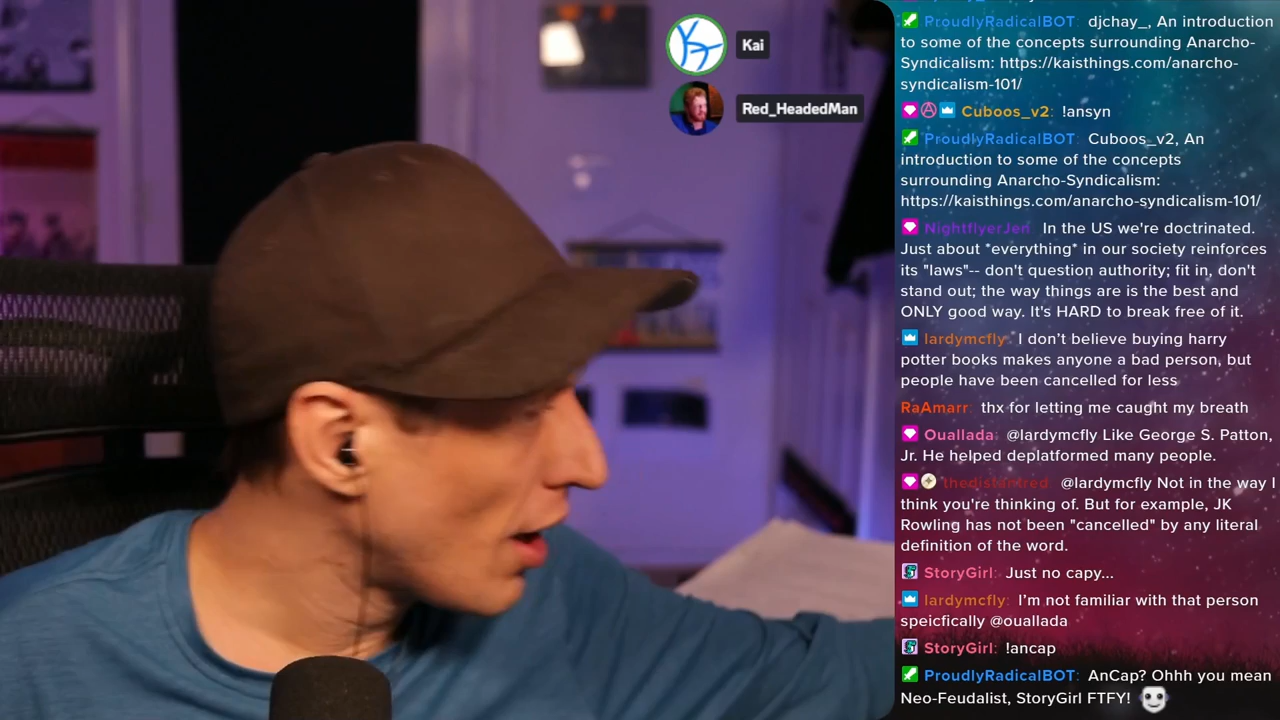 Kai
Red_HeadedMan
ProudlyRadicalBOT: djchay_, An introduction
to some of the concepts surrounding Anarcho-
Syndicalism: https://kaisthings.com/anarcho-
syndicalism-101/
Cuboos_v2: !ansyn
ProudlyRadicalBOT: Cuboos_v2, An
introduction to some of the concepts
surrounding Anarcho-Syndicalism:
https://kaisthings.com/anarcho-syndicalism-101/
NightflyerJen: In the US we're doctrinated.
Just about *everything* in our society reinforces
its "laws"-- don't question authority; fit in, don't
stand out; the way things are is the best and
ONLY good way. It's HARD to break free of it.
lardymcfly: I don’t believe buying harry
potter books makes anyone a bad person, but
people have been cancelled for less
RaAmarr: thx for letting me caught my breath
Ouallada: @lardymcfly Like George S. Patton,
Jr. He helped deplatformed many people.
thedistantred: @lardymcfly Not in the way I
think you're thinking of. But for example, JK
Rowling has not been "cancelled" by any literal
definition of the word.
StoryGirl: Just no capy...
lardymcfly: I’m not familiar with that person
speicfically @ouallada
StoryGirl: !ancap
ProudlyRadicalBOT: AnCap? Ohhh you mean
Neo-Feudalist, StoryGirl FTFY!